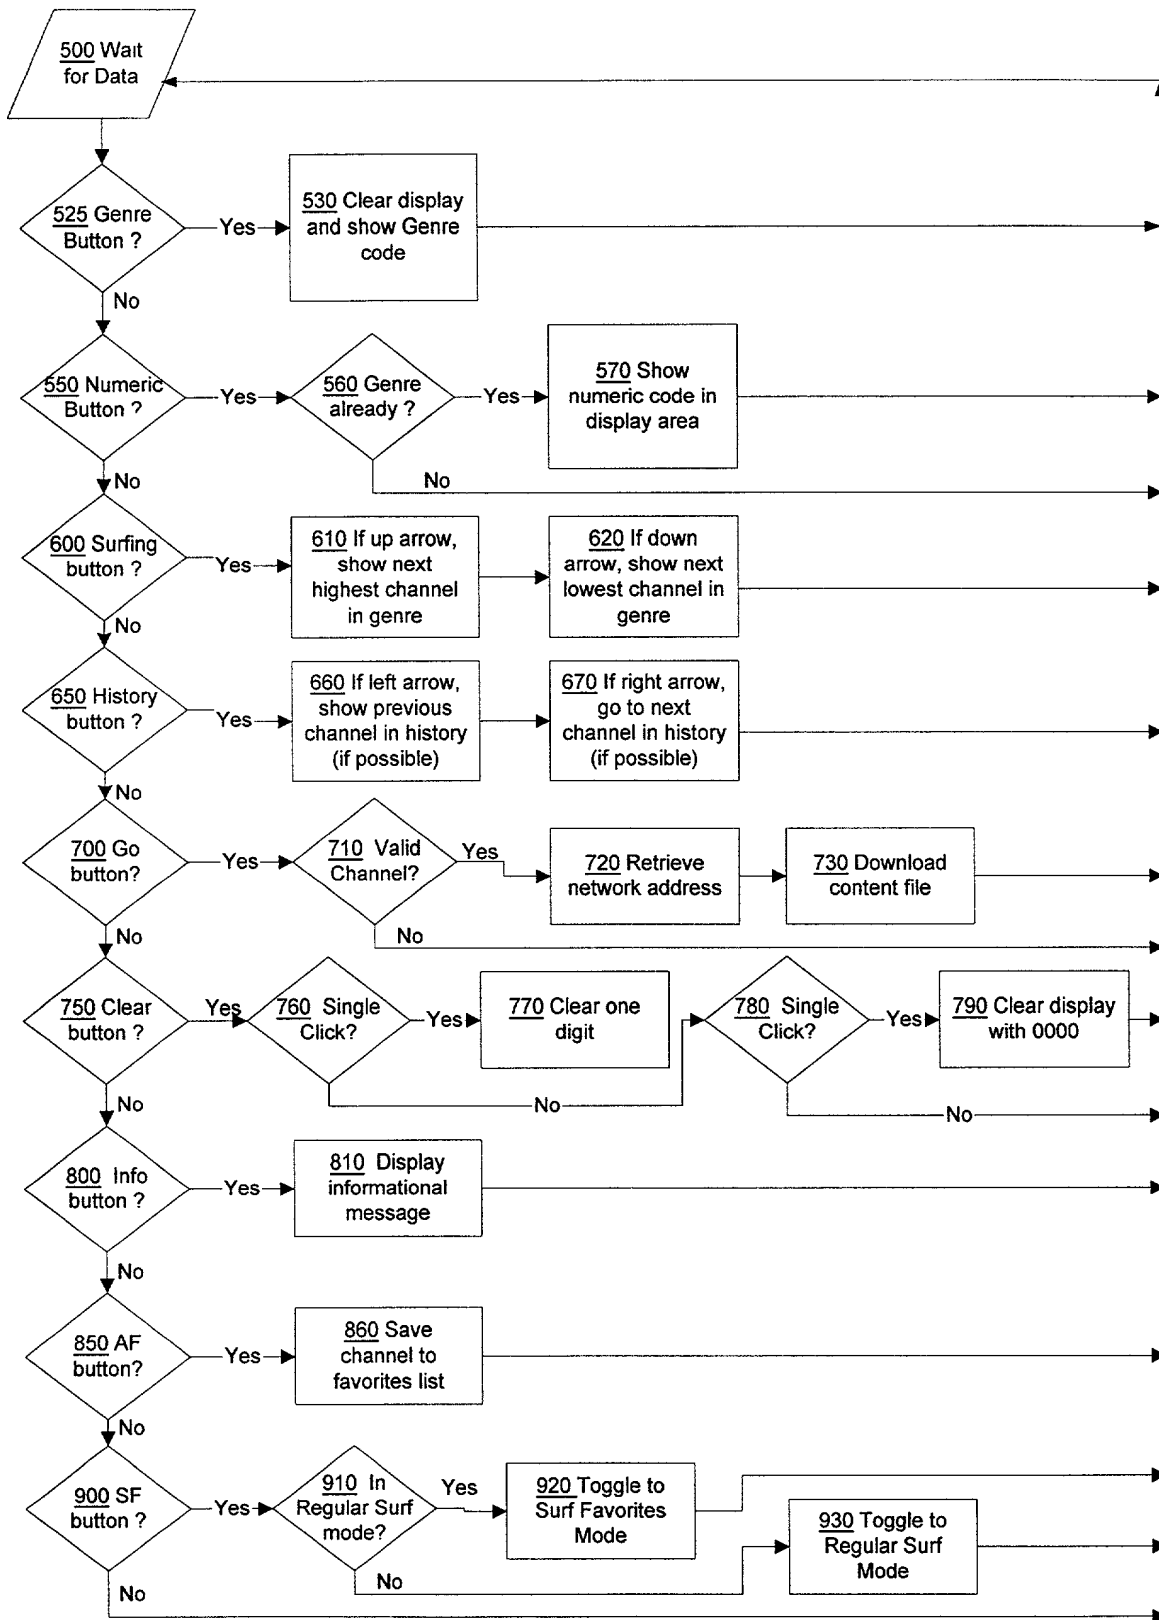 500 Wait
for Data
525 Genre
Button ?
Yes
530 Clear display
and show Genre
code
No
550 Numeric
Button ?
Yes
560 Genre
already ?
Yes
570 Show
numeric code in
display area
No
No
600 Surfing
button ?
Yes
610 If up arrow,
show next
highest channel
in genre
620 If down
arrow, show next
lowest channel in
genre
No
650 History
button ?
Yes
660 If left arrow,
show previous
channel in history
(if possible)
670 If right arrow,
go to next
channel in history
(if possible)
No
700 Go
button?
Yes
710 Valid
Channel?
Yes
720 Retrieve
network address
730 Download
content file
No
No
750 Clear
button ?
Yes
760 Single
Click?
Yes
770 Clear one
digit
780 Single
Click?
Yes
790 Clear display
with 0000
No
No
No
800 Info
button ?
Yes
810 Display
informational
message
No
850 AF
button?
Yes
860 Save
channel to
favorites list
No
900 SF
button ?
Yes
910 In
Regular Surf
mode?
Yes
920 Toggle to
Surf Favorites
Mode
930 Toggle to
Regular Surf
Mode
No
No